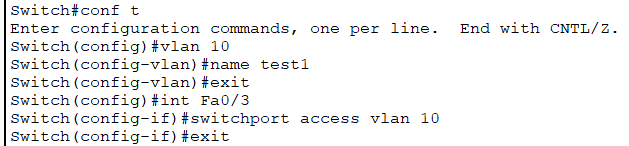 Switch#conf t
Enter configuration commands, one per line.  End with CNTL/Z.
Switch(config)#vlan 10
Switch(config-vlan)#name test1
Switch(config-vlan)#exit
Switch(config)#int Fa0/3
Switch(config-if)#switchport access vlan 10
Switch(config-if)#exit